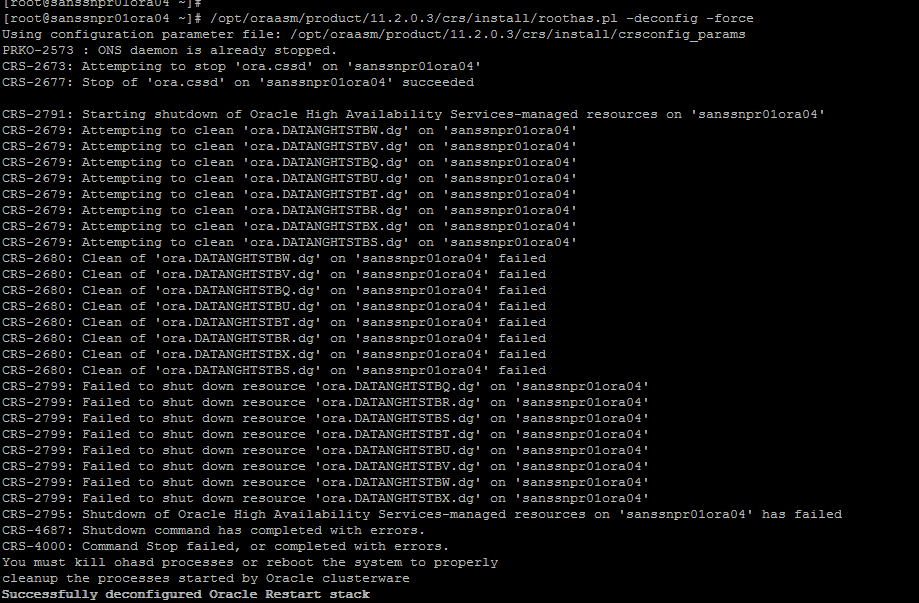 [root@sanssnpr01ora04 ~]#
[root@sanssnpr01ora04 ~]# /opt/oraasm/product/11.2.0.3/crs/install/roothas.pl -deconfig -force
Using configuration parameter file: /opt/oraasm/product/11.2.0.3/crs/install/crsconfig_params
PRKO-2573 : ONS daemon is already stopped.
CRS-2673: Attempting to stop 'ora.cssd' on 'sanssnpr01ora04'
CRS-2677: Stop of 'ora.cssd' on 'sanssnpr01ora04' succeeded
CRS-2791: Starting shutdown of Oracle High Availability Services-managed resources on 'sanssnpr01ora04'
CRS-2679: Attempting to clean 'ora.DATANGHTSTBW.dg' on 'sanssnpr01ora04'
CRS-2679: Attempting to clean 'ora.DATANGHTSTBV.dg' on 'sanssnpr01ora04'
CRS-2679: Attempting to clean 'ora.DATANGHTSTBQ.dg' on 'sanssnpr01ora04'
CRS-2679: Attempting to clean 'ora.DATANGHTSTBU.dg' on 'sanssnpr01ora04'
CRS-2679: Attempting to clean 'ora.DATANGHTSTBT.dg' on 'sanssnpr01ora04'
CRS-2679: Attempting to clean 'ora.DATANGHTSTBR.dg' on 'sanssnpr01ora04'
CRS-2679: Attempting to clean 'ora.DATANGHTSTBX.dg' on 'sanssnpr01ora04'
CRS-2679: Attempting to clean 'ora.DATANGHTSTBS.dg' on 'sanssnpr01ora04'
CRS-2680: Clean of 'ora.DATANGHTSTBW.dg' on 'sanssnpr01ora04' failed
CRS-2680: Clean of 'ora.DATANGHTSTBV.dg' on 'sanssnpr01ora04' failed
CRS-2680: Clean of 'ora.DATANGHTSTBQ.dg' on 'sanssnpr01ora04' failed
CRS-2680: Clean of 'ora.DATANGHTSTBU.dg' on 'sanssnpr01ora04' failed
CRS-2680: Clean of 'ora.DATANGHTSTBT.dg' on 'sanssnpr01ora04' failed
CRS-2680: Clean of 'ora.DATANGHTSTBR.dg' on 'sanssnpr01ora04' failed
CRS-2680: Clean of 'ora.DATANGHTSTBX.dg' on 'sanssnpr01ora04' failed
CRS-2680: Clean of 'ora.DATANGHTSTBS.dg' on 'sanssnpr01ora04' failed
CRS-2799: Failed to shut down resource 'ora.DATANGHTSTBQ.dg' on 'sanssnpr01ora04'
CRS-2799: Failed to shut down resource 'ora.DATANGHTSTBR.dg' on 'sanssnpr01ora04'
CRS-2799: Failed to shut down resource 'ora.DATANGHTSTBS.dg' on 'sanssnpr01ora04'
CRS-2799: Failed to shut down resource 'ora.DATANGHTSTBT.dg' on 'sanssnpr01ora04'
CRS-2799: Failed to shut down resource 'ora.DATANGHTSTBU.dg' on 'sanssnpr01ora04'
CRS-2799: Failed to shut down resource 'ora.DATANGHTSTBV.dg' on 'sanssnpr01ora04'
CRS-2799: Failed to shut down resource 'ora.DATANGHTSTBW.dg' on 'sanssnpr01ora04'
CRS-2799: Failed to shut down resource 'ora.DATANGHTSTBX.dg' on 'sanssnpr01ora04'
CRS-2795: Shutdown of Oracle High Availability Services-managed resources on 'sanssnpr01ora04' has failed
CRS-4687: Shutdown command has completed with errors.
CRS-4000: Command Stop failed, or completed with errors.
You must kill ohasd processes or reboot the system to properly
cleanup the processes started by Oracle clusterware
Successfully deconfigured Oracle Restart stack